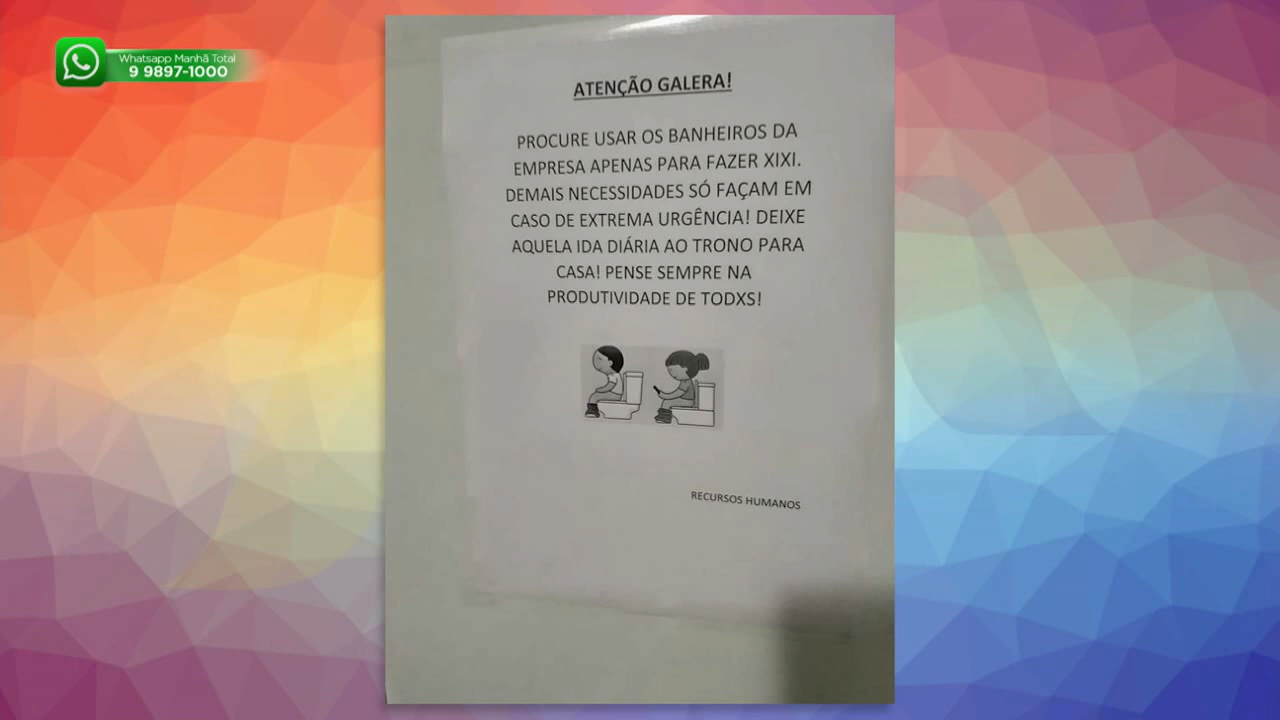 Whatsapp Manhã Total
9 9897-1000
ATENÇÃO GALERA!
PROCURE USAR OS BANHEIROS DA
EMPRESA APENAS PARA FAZER XIXI.
DEMAIS NECESSIDADES SÓ FAÇAM EM
CASO DE EXTREMA URGÊNCIA! DEIXE
AQUELA IDA DIÁRIA AO TRONO PARA
CASA! PENSE SEMPRE NA
PRODUTIVIDADE DE TODXS!
RECURSOS HUMANOS